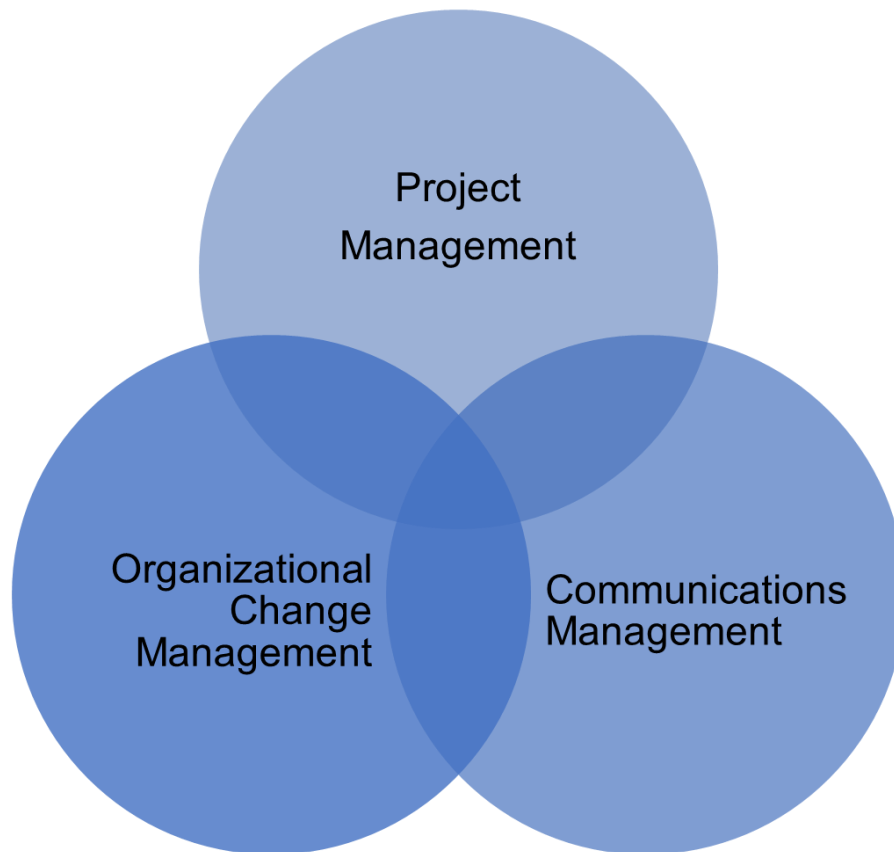 Project
Management
Organizational
Change
Management
Communications
Management